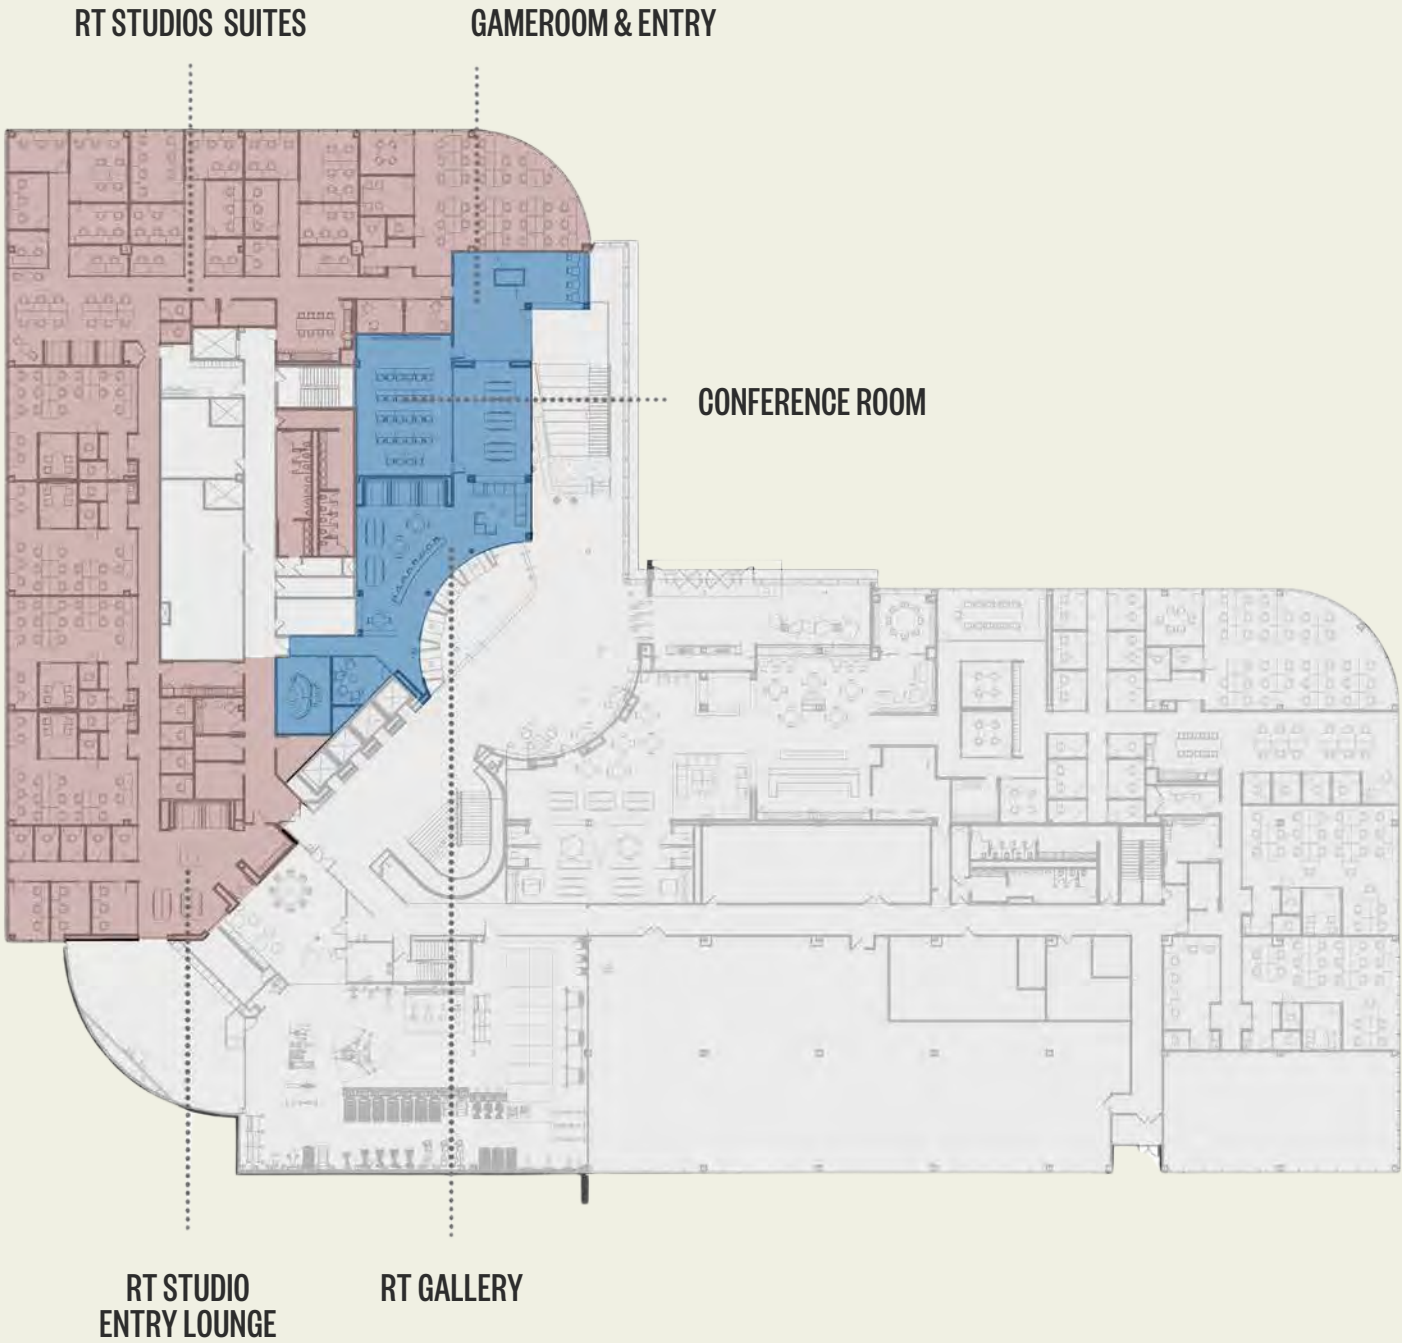 RT STUDIOS SUITES
GAMEROOM & ENTRY
CONFERENCE ROOM
RT STUDIO
ENTRY LOUNGE
RT GALLERY